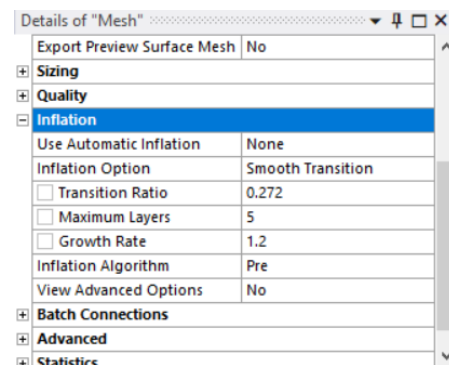 Details of "Mesh"
Export Preview Surface Mesh No
Sizing
Quality
Inflation
Use Automatic Inflation None
Inflation Option Smooth Transition
Transition Ratio 0.272
Maximum Layers 5
Growth Rate 1.2
Inflation Algorithm Pre
View Advanced Options No
Batch Connections
Advanced
Statistics